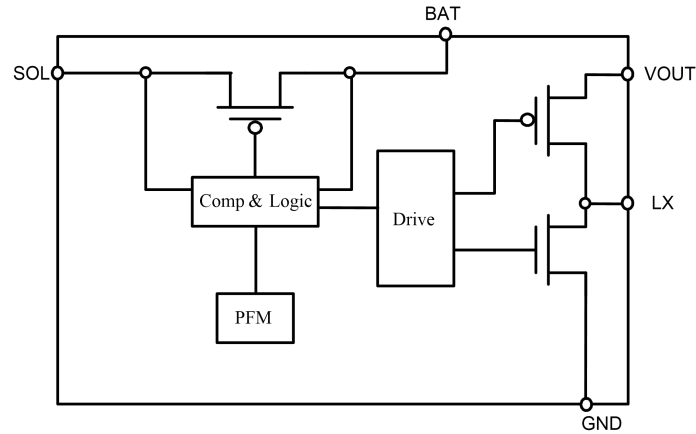 BAT
SOL
VOUT
Comp & Logic
Drive
LX
PFM
GND